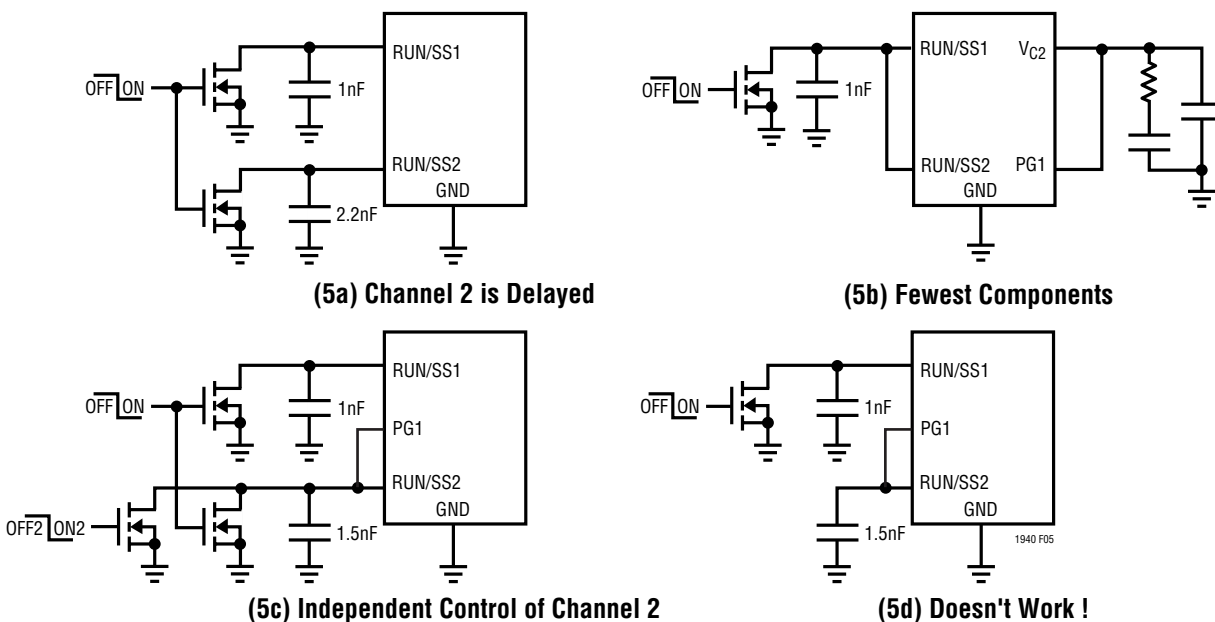 OFF ON
RUN/SS1
1nF
RUN/SS2
2.2nF
GND
(5a) Channel 2 is Delayed
OFF ON
1nF
RUN/SS1
VC2
RUN/SS2
PG1
GND
(5b) Fewest Components
OFF ON
RUN/SS1
1nF
PG1
RUN/SS2
OFF2 ON2
1.5nF
GND
(5c) Independent Control of Channel 2
OFF ON
RUN/SS1
1nF
PG1
RUN/SS2
1.5nF
GND
1940 F05
(5d) Doesn't Work !